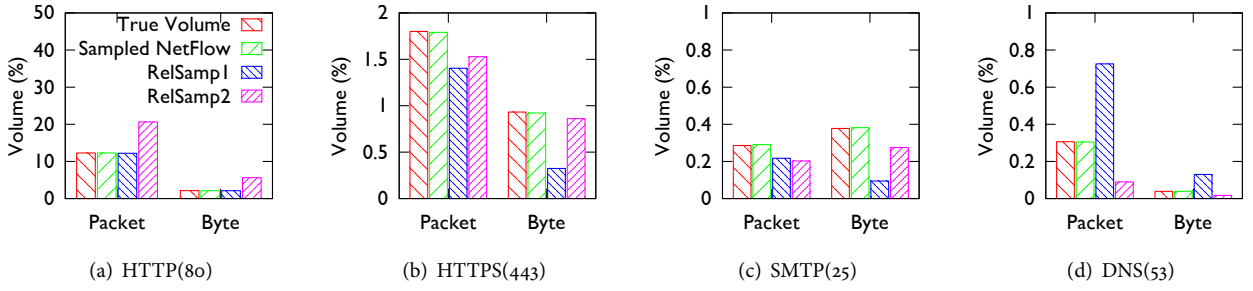 50
40
30
20
10
0
Volume (%)
True Volume
Sampled NetFlow
RelSamp1
RelSamp2
Packet
Byte
(a) HTTP(80)
2
1.5
1
0.5
0
Volume (%)
Packet
Byte
(b) HTTPS(443)
1
0.8
0.6
0.4
0.2
0
Volume (%)
Packet
Byte
(c) SMTP(25)
1
0.8
0.6
0.4
0.2
0
Volume (%)
Packet
Byte
(d) DNS(53)